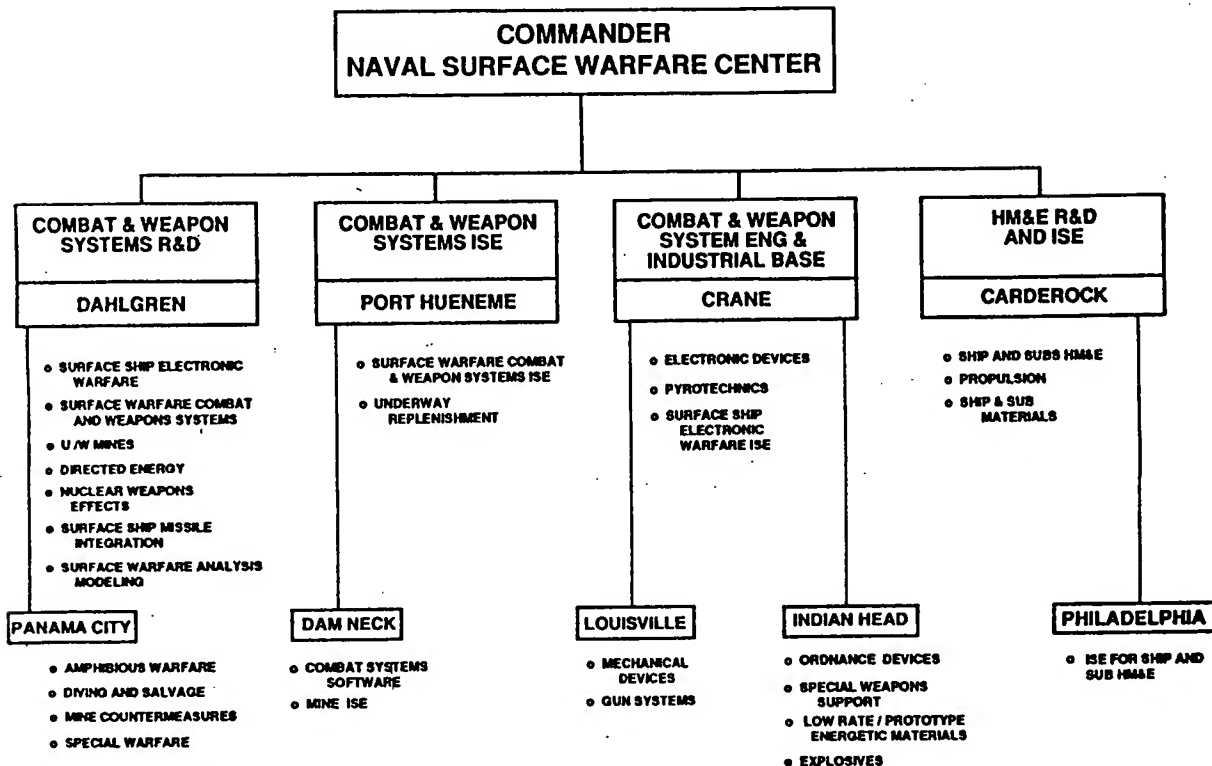 COMMANDER
NAVAL SURFACE WARFARE CENTER
COMBAT & WEAPON
SYSTEMS R&D
DAHLGREN
o SURFACE SHIP ELECTRONIC
WARFARE
o SURFACE WARFARE COMBAT
AND WEAPONS SYSTEMS
o U/W MINES
o DIRECTED ENERGY
o NUCLEAR WEAPONS
EFFECTS
o SURFACE SHIP MISSILE
INTEGRATION
o SURFACE WARFARE ANALYSIS
MODELING
COMBAT & WEAPON
SYSTEMS ISE
PORT HUENEME
o SURFACE WARFARE COMBAT
& WEAPON SYSTEMS ISE
o UNDERWAY
REPLENISHMENT
COMBAT & WEAPON
SYSTEM ENG &
INDUSTRIAL BASE
CRANE
o ELECTRONIC DEVICES
o PYROTECHNICS
o SURFACE SHIP
ELECTRONIC
WARFARE ISE
HM&E R&D
AND ISE
CARDEROCK
o SHIP AND SUBS HM&E
o PROPULSION
o SHIP & SUB
MATERIALS
PANAMA CITY
o AMPHIBIOUS WARFARE
o DIVING AND SALVAGE
o MINE COUNTERMEASURES
o SPECIAL WARFARE
DAM NECK
o COMBAT SYSTEMS
SOFTWARE
o MINE ISE
LOUISVILLE
o MECHANICAL
DEVICES
o GUN SYSTEMS
INDIAN HEAD
o ORDNANCE DEVICES
o SPECIAL WEAPONS
SUPPORT
o LOW RATE / PROTOTYPE
ENERGETIC MATERIALS
o EXPLOSIVES
PHILADELPHIA
o ISE FOR SHIP AND
SUB HM&E